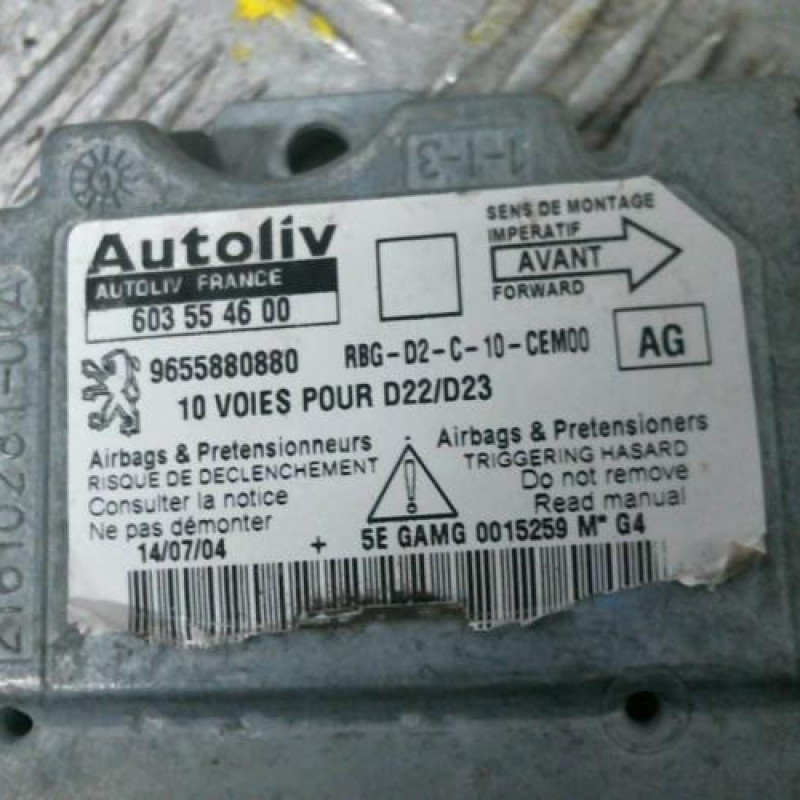 1-1-3
Autoliv
AUTOLIV FRANCE
603 55 46 00
SENS DE MONTAGE
IMPERATIF
AVANT
FORWARD
9655880880
RBG-D2-C-10-CEM00
AG
10 VOIES POUR D22/D23
Airbags & Pretensionneurs
RISQUE DE DECLENCHEMENT
Consulter la notice
Ne pas démonter
Airbags & Pretensioners
TRIGGERING HASARD
Do not remove
Read manual
14/07/04 + 5E GAMG 0015259 M" G4